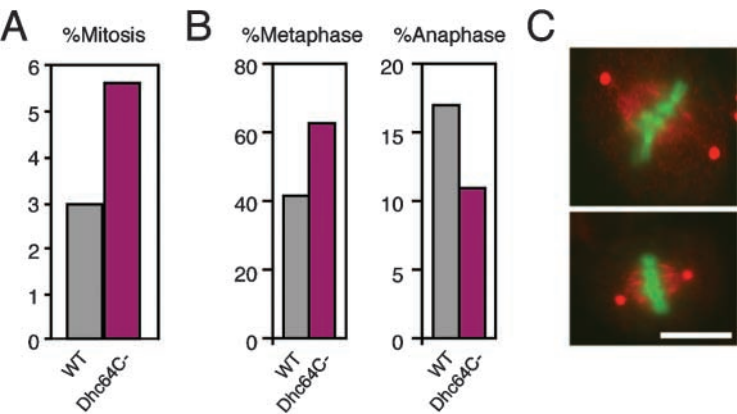 A
%Mitosis
6
5
4
3
2
1
0
WT
Dhc64C-
B
%Metaphase
80
60
40
20
0
WT
Dhc64C-
%Anaphase
20
15
10
5
0
WT
Dhc64C-
C